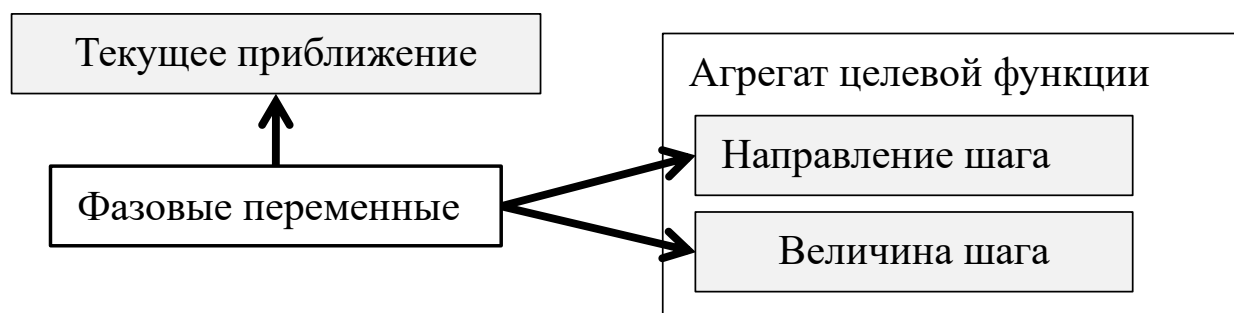 Текущее приближение
Агрегат целевой функции
Направление шага
Фазовые переменные
Величина шага